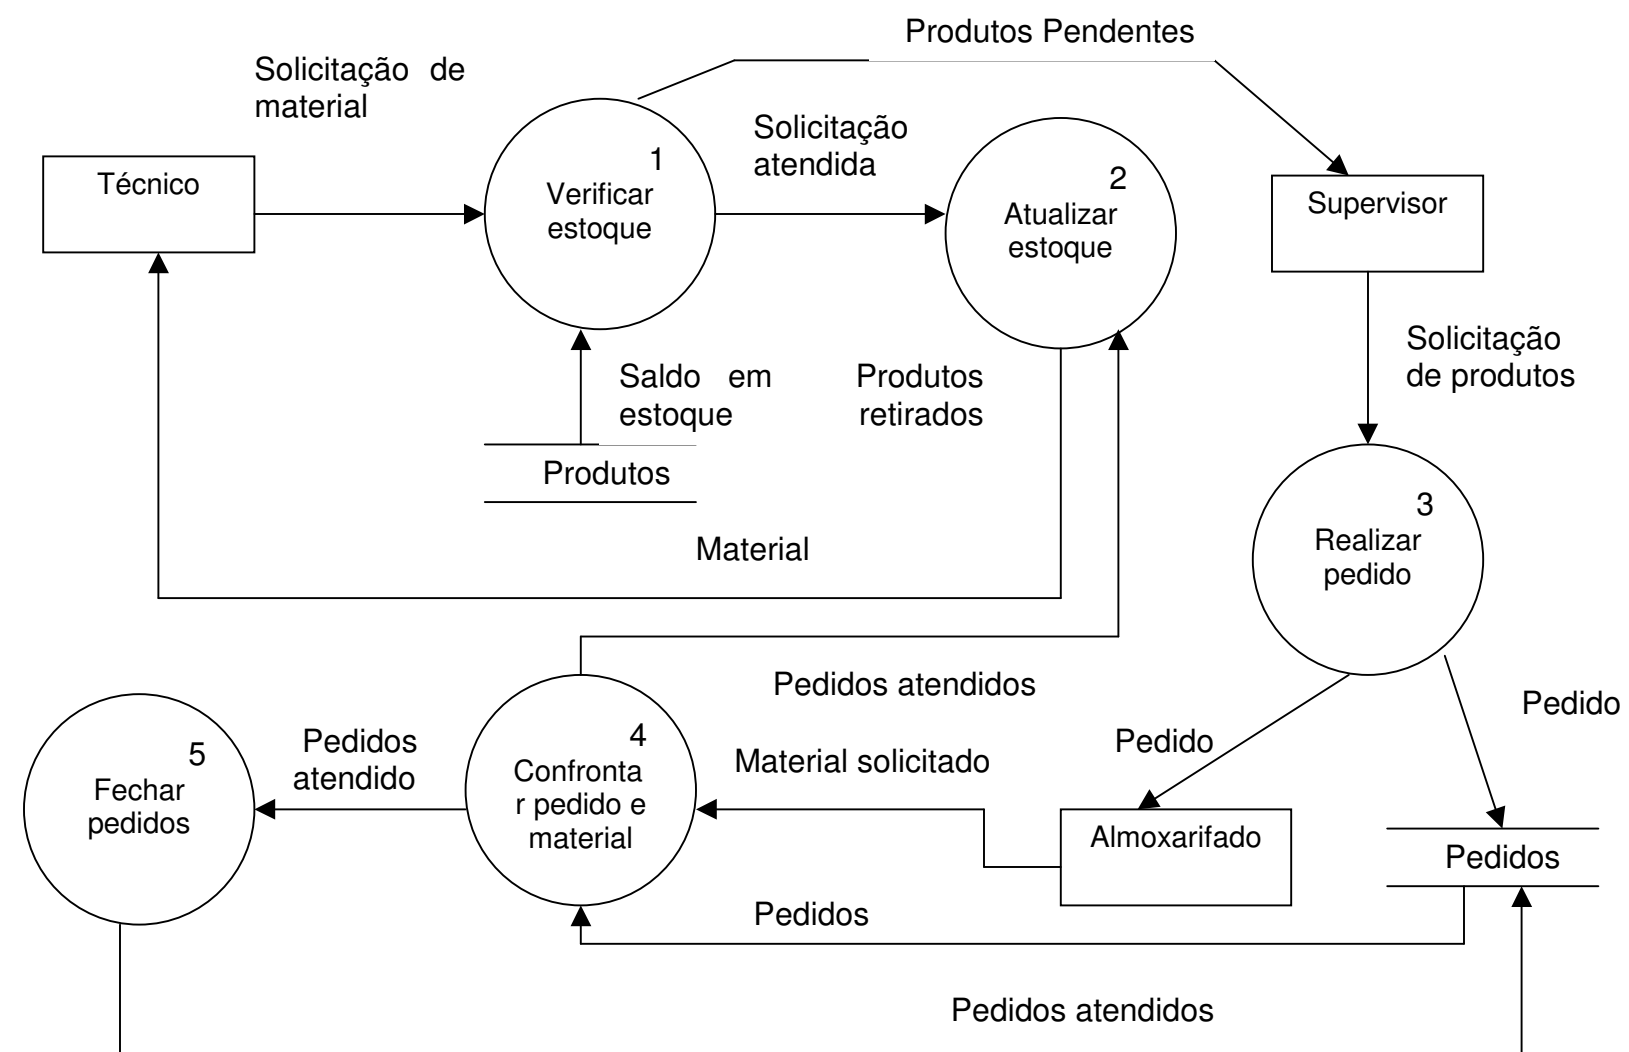 Produtos Pendentes
Solicitação de
material
Técnico
1
Verificar
estoque
Solicitação
atendida
2
Atualizar
estoque
Supervisor
Solicitação
de produtos
Saldo em
estoque
Produtos
retirados
Produtos
Material
3
Realizar
pedido
Pedidos atendidos
Pedido
Pedido
5
Fechar
pedidos
Pedidos
atendido
4
Confronta
r pedido e
material
Material solicitado
Almoxarifado
Pedidos
Pedidos
Pedidos atendidos